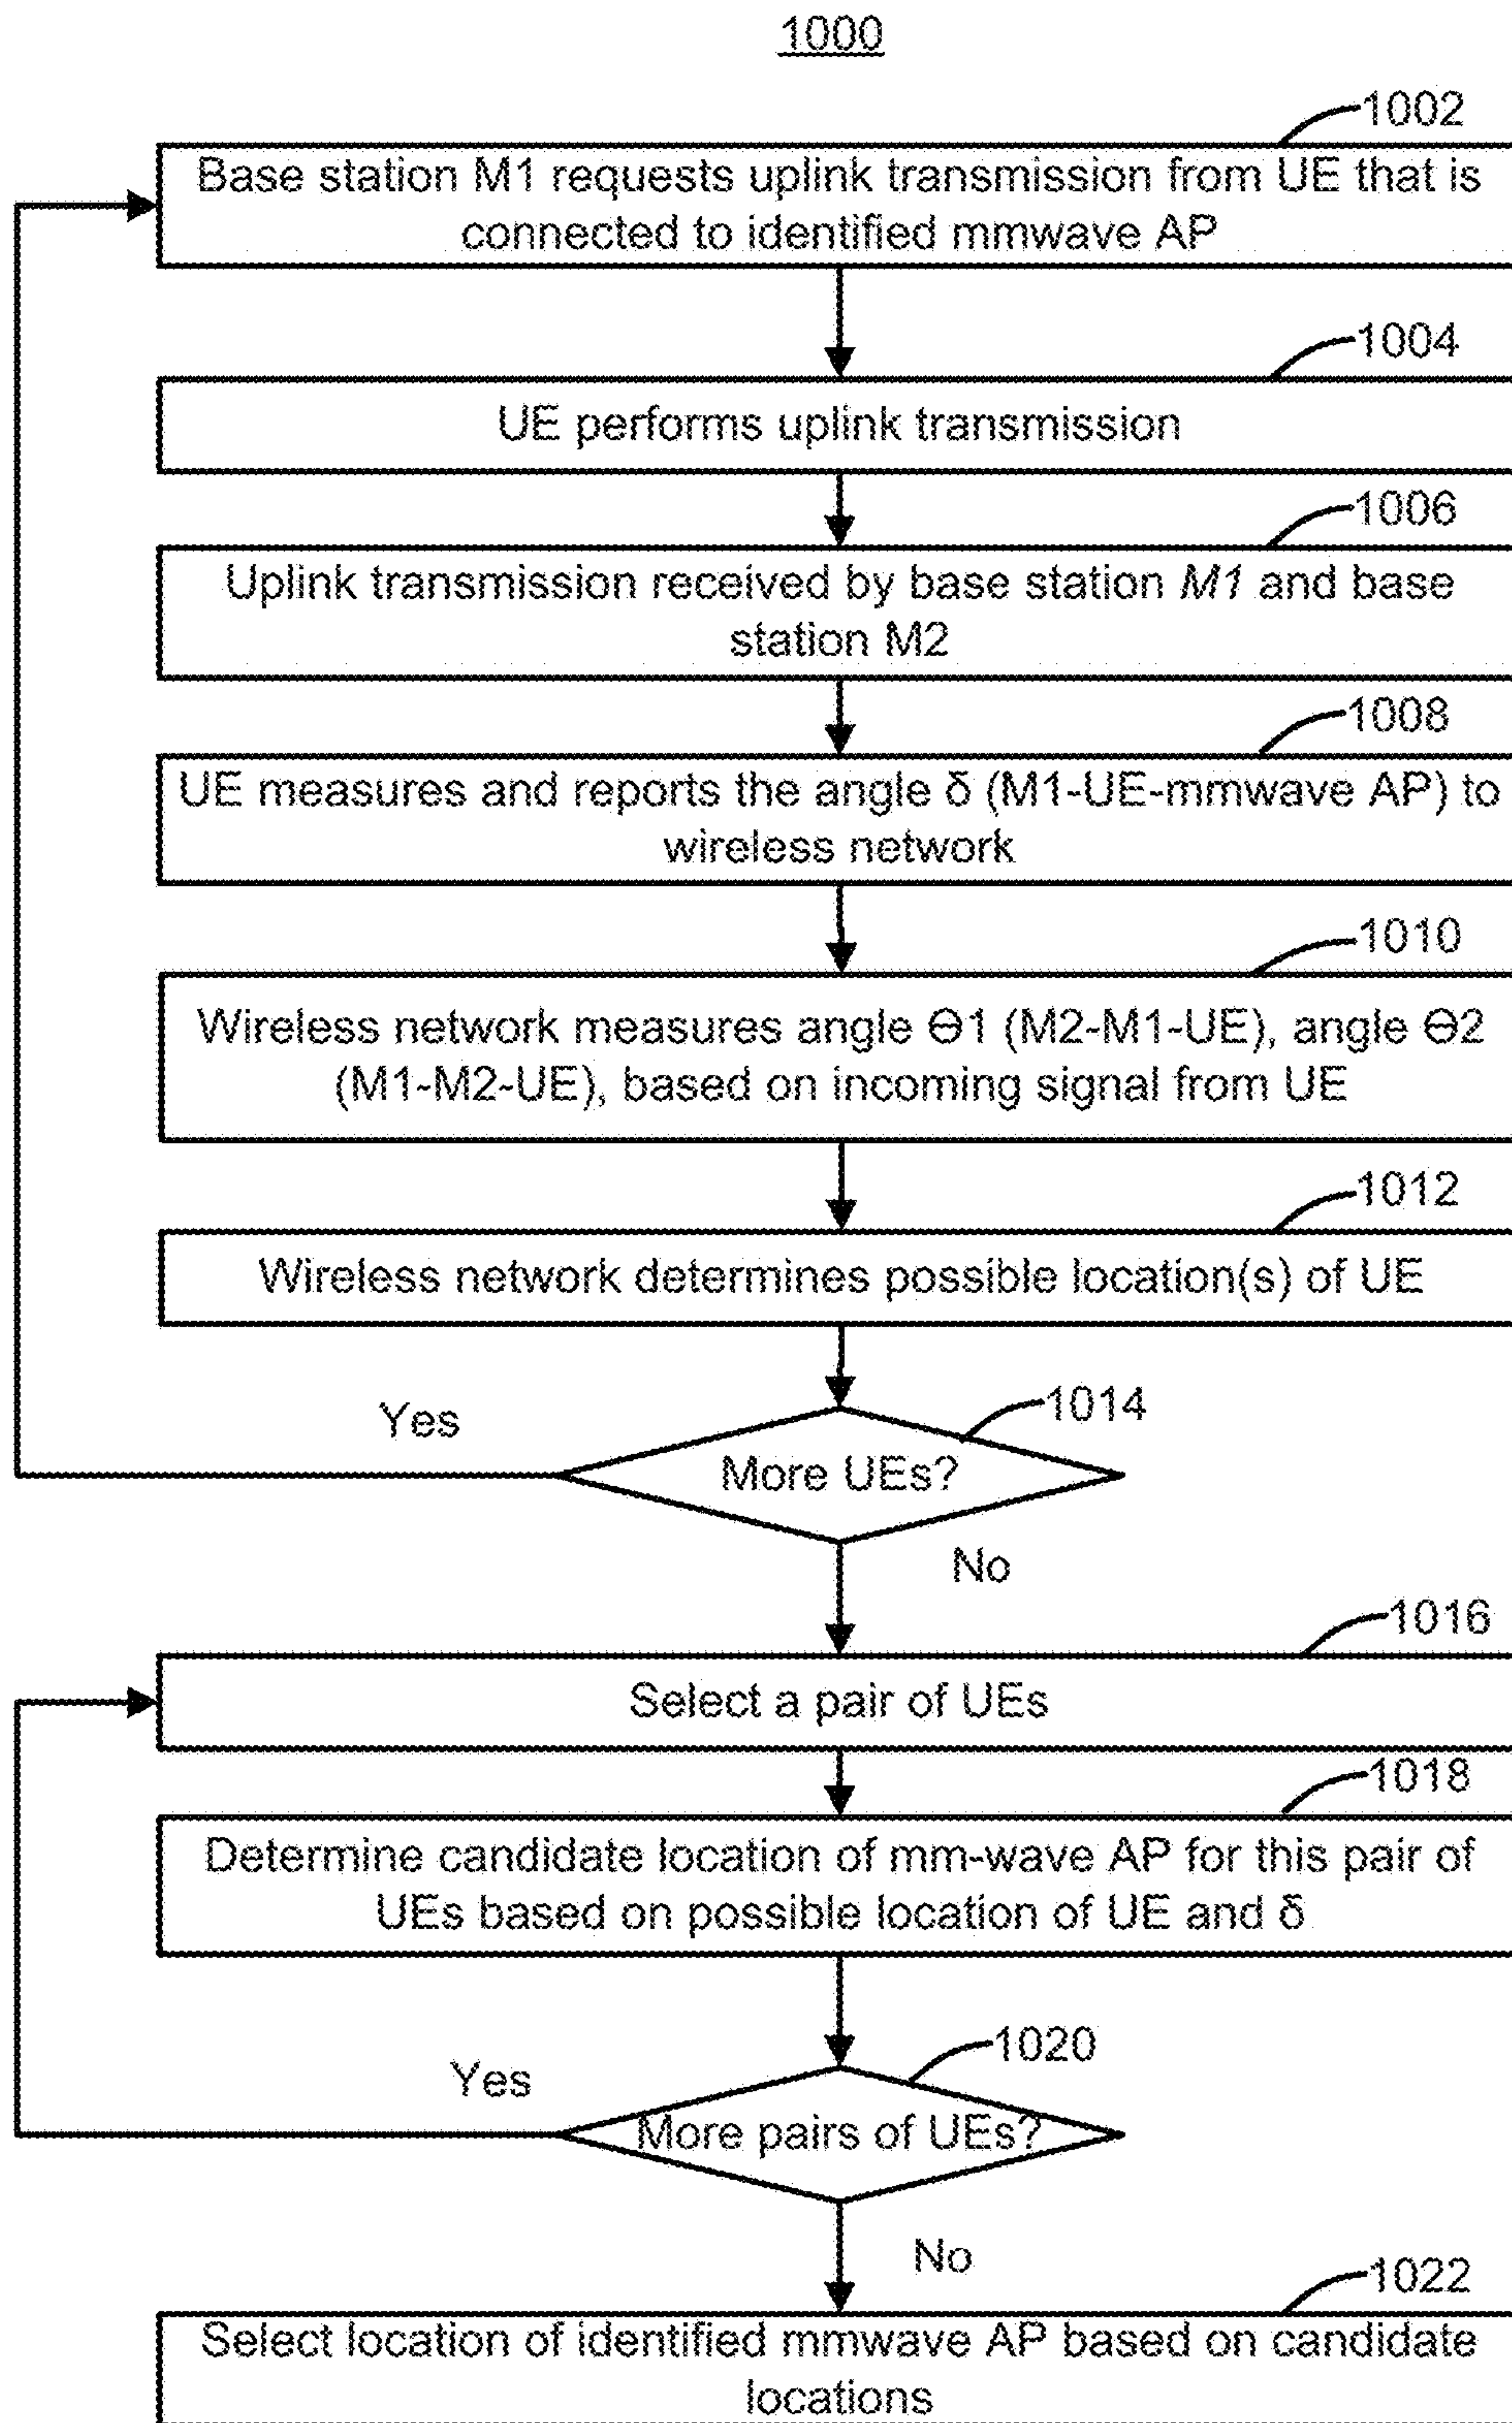 1000
1002
Base station M1 requests uplink transmission from UE that is
connected to identified mmwave AP
1004
UE performs uplink transmission
1006
Uplink transmission received by base station M1 and base
station M2
1008
UE measures and reports the angle δ (M1-UE-mmwave AP) to
wireless network
1010
Wireless network measures angle Θ1 (M2-M1-UE), angle Θ2
(M1-M2-UE), based on incoming signal from UE
1012
Wireless network determines possible location(s) of UE
1014
Yes
More UEs?
No
1016
Select a pair of UEs
1018
Determine candidate location of mm-wave AP for this pair of
UEs based on possible location of UE and δ
1020
Yes
More pairs of UEs?
No
1022
Select location of identified mmwave AP based on candidate
locations